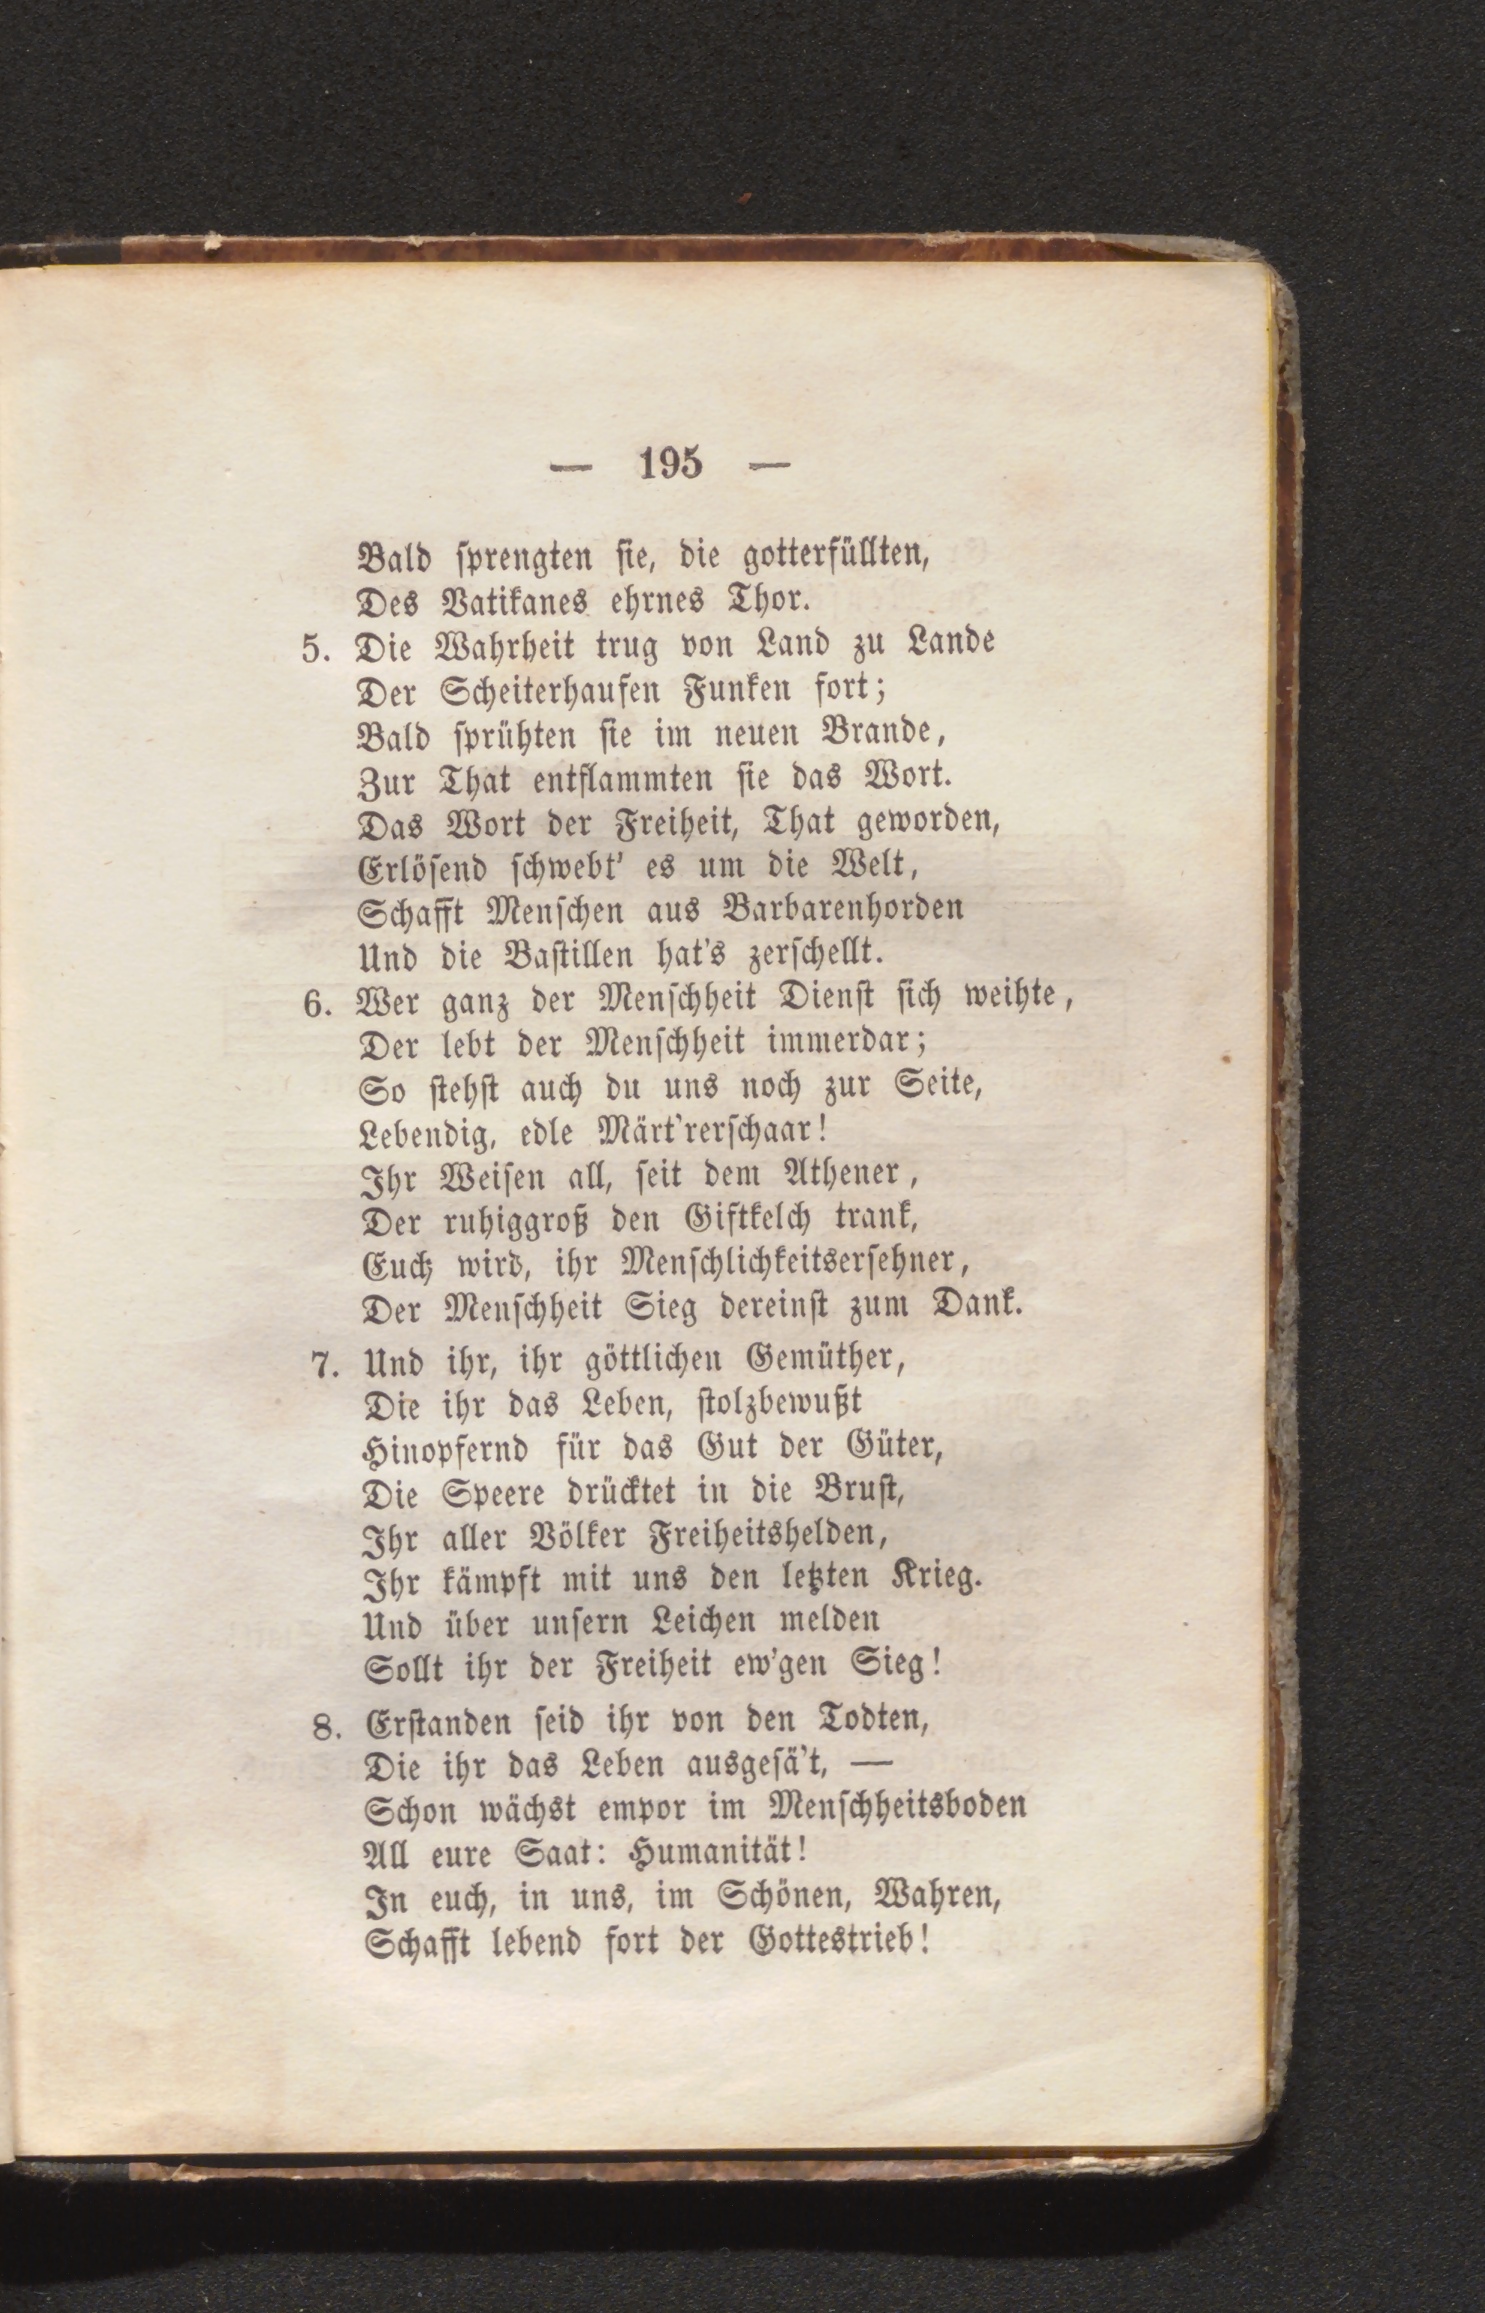 — 195 —
Bald sprengten sie, die gotterfüllten,
Des Vatikanes ehrnes Thor.
5. Die Wahrheit trug von Land zu Lande
Der Scheiterhaufen Funken fort;
Bald sprühten sie im neuen Brande,
Zur That entflammten sie das Wort.
Das Wort der Freiheit, That geworden,
Erlösend schwebt' es um die Welt,
Schafft Menschen aus Barbarenhorden
Und die Bastillen hat's zerschellt.
6. Wer ganz der Menschheit Dienst sich weihte,
Der lebt der Menschheit immerdar;
So stehst auch du uns noch zur Seite,
Lebendig, edle Märt'rerschaar!
Ihr Weisen all, seit dem Athener,
Der ruhiggroß den Giftkelch trank,
Euch wird, ihr Menschlichkeitsersehner,
Der Menschheit Sieg dereinst zum Dank.
7. Und ihr, ihr göttlichen Gemüther,
Die ihr das Leben, stolzbewußt
Hinopfernd für das Gut der Güter,
Die Speere drücktet in die Brust,
Ihr aller Völker Freiheitshelden,
Ihr kämpft mit uns den letzten Krieg.
Und über unsern Leichen melden
Sollt ihr der Freiheit ew'gen Sieg!
8. Erstanden seid ihr von den Todten,
Die ihr das Leben ausgesä't, —
Schon wächst empor im Menschheitsboden
All eure Saat: Humanität!
In euch, in uns, im Schönen, Wahren,
Schafft lebend fort der Gottestrieb!